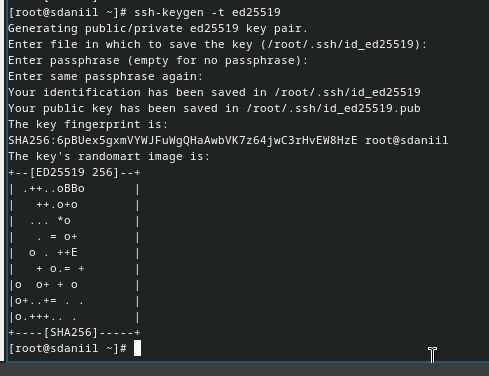 [root@sdaniil ~]# ssh-keygen -t ed25519
Generating public/private ed25519 key pair.
Enter file in which to save the key (/root/.ssh/id_ed25519):
Enter passphrase (empty for no passphrase):
Enter same passphrase again:
Your identification has been saved in /root/.ssh/id_ed25519
Your public key has been saved in /root/.ssh/id_ed25519.pub
The key fingerprint is:
SHA256:6pBUex5gxmVYWJFuWgQHaAwbVK7z64jwC3rHvEW8HzE root@sdaniil
The key's randomart image is:
+--[ED25519 256]--+
| .++..oBBo       |
|   ++.o+o        |
|  ... *o         |
|   . = o+        |
|  o . ++E        |
|   + o.= +       |
|o  o+ + o        |
|o+..+= . .       |
|o.+++.. .        |
+----[SHA256]-----+
[root@sdaniil ~]#